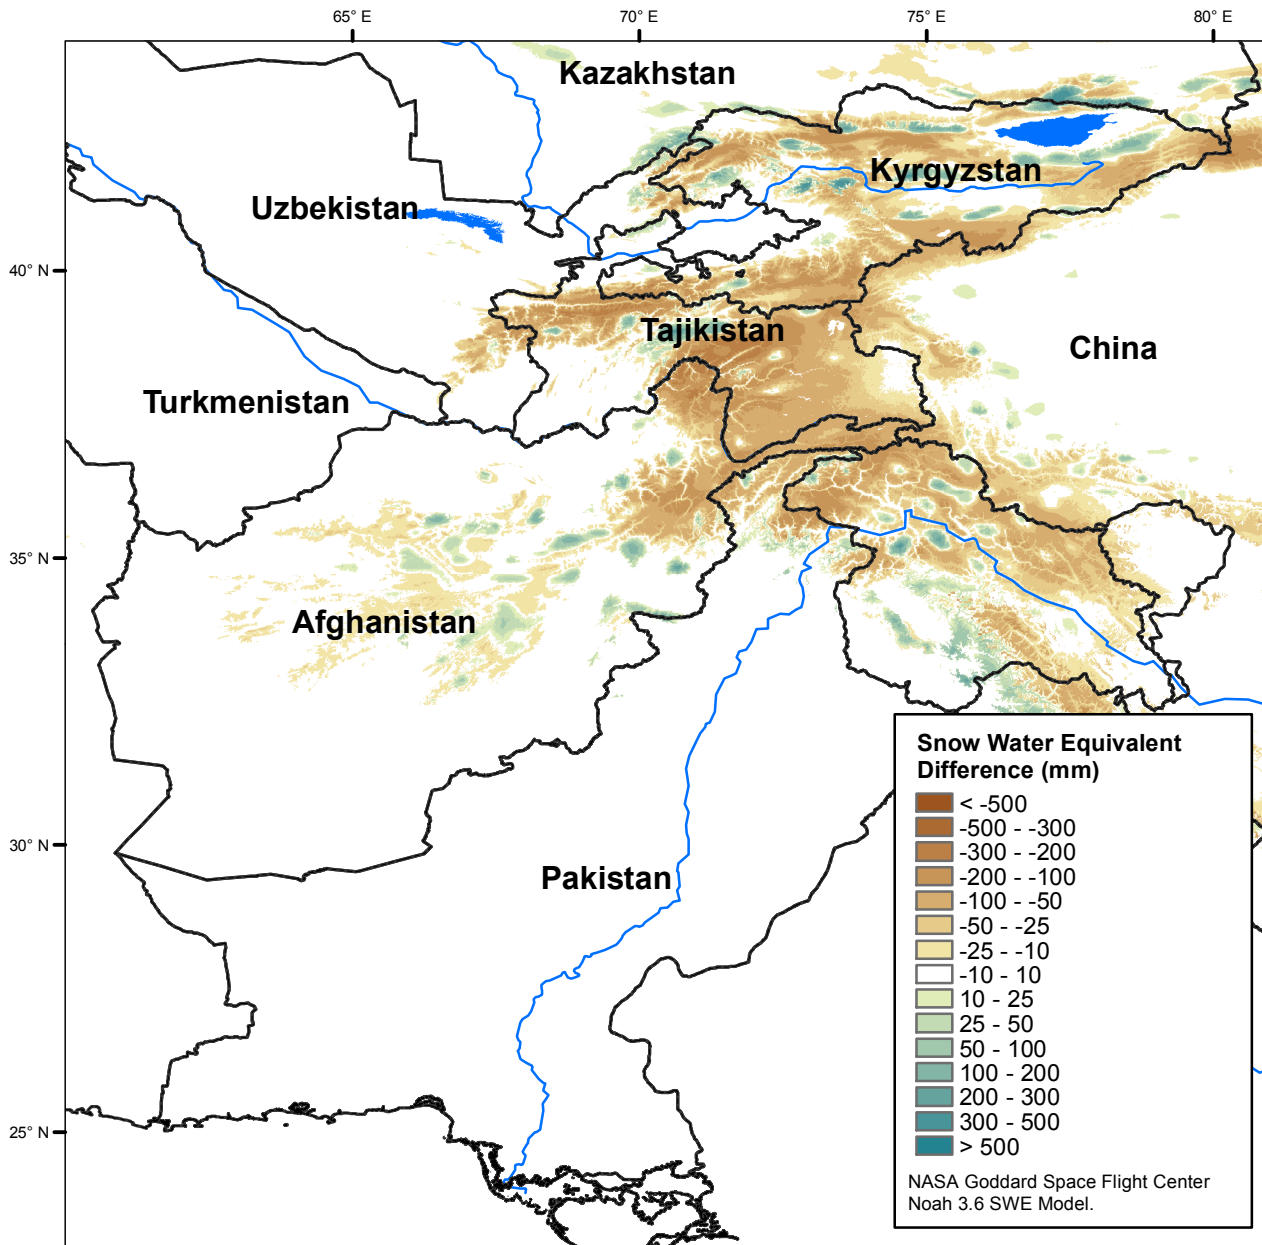 65° E
70° E
75° E
80° E
Kazakhstan
Kyrgyzstan
Uzbekistan
40° N
Tajikistan
China
Turkmenistan
35° N
Afghanistan
30° N
Pakistan
25° N
Snow Water Equivalent
Difference (mm)
< -500
-500 - -300
-300 - -200
-200 - -100
-100 - -50
-50 - -25
-25 - -10
-10 - 10
10 - 25
25 - 50
50 - 100
100 - 200
200 - 300
300 - 500
> 500
NASA Goddard Space Flight Center
Noah 3.6 SWE Model.